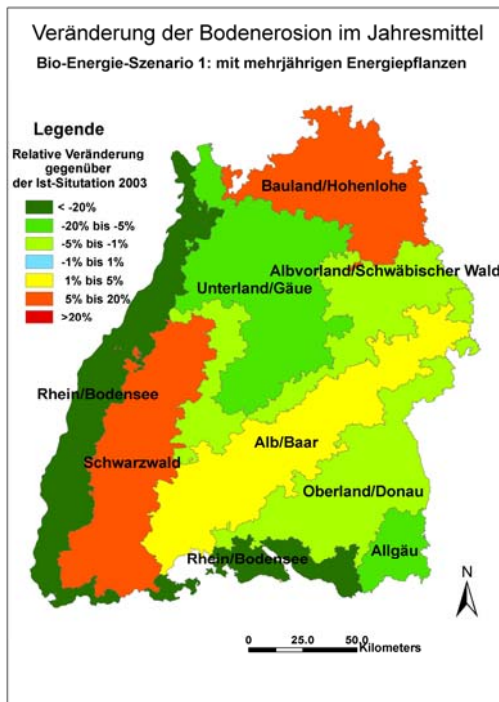 Veränderung der Bodenerosion im Jahresmittel
Bio-Energie-Szenario 1: mit mehrjährigen Energiepflanzen
Legende
Relative Veränderung
gegenüber
der Ist-Situtation 2003
< -20%
-20% bis -5%
-5% bis -1%
-1% bis 1%
1% bis 5%
5% bis 20%
>20%
Bauland/Hohenlohe
Albvorland/Schwäbischer Wald
Unterland/Gäue
Rhein/Bodensee
Schwarzwald
Alb/Baar
Oberland/Donau
Rhein/Bodensee
Allgäu
N
0 25.0 50.0
Kilometers